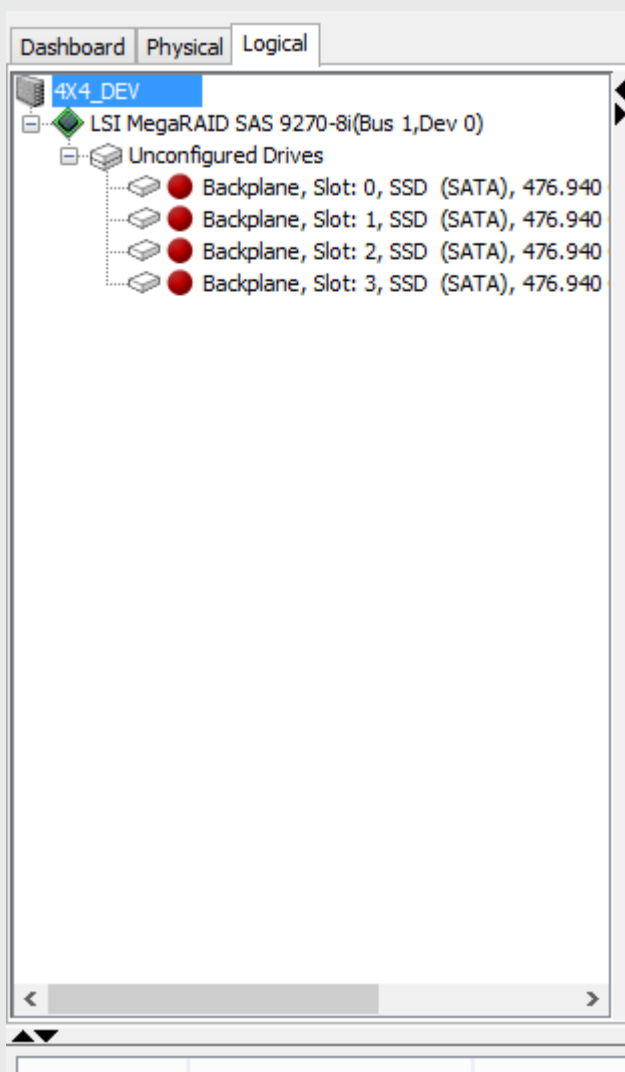 Dashboard Physical Logical
4X4_DEV
LSI MegaRAID SAS 9270-8i(Bus 1,Dev 0)
Unconfigured Drives
Backplane, Slot: 0, SSD (SATA), 476.940
Backplane, Slot: 1, SSD (SATA), 476.940
Backplane, Slot: 2, SSD (SATA), 476.940
Backplane, Slot: 3, SSD (SATA), 476.940